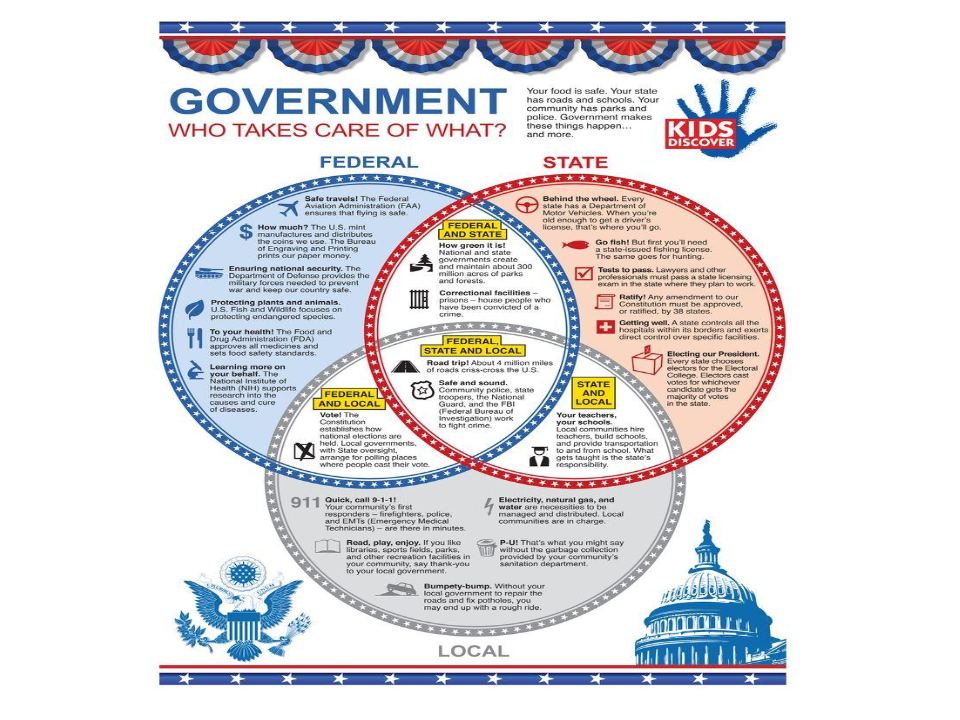 GOVERNMENT
WHO TAKES CARE OF WHAT?
Your food is safe. Your state
has roads and schools. Your
community has parks and
police. Government makes
these things happen…
and more.
KIDS
DISCOVER
FEDERAL
STATE
Safe travels! The Federal
Aviation Administration (FAA)
ensures that flying is safe.
$
How much? The U.S. mint
manufactures and distributes
the coins we use. The Bureau
of Engraving and Printing
prints our paper money.
Ensuring national security. The
Department of Defense provides the
military forces needed to prevent
war and keep our country safe.
Protecting plants and animals.
U.S. Fish and Wildlife focuses on
protecting endangered species.
To your health! The Food and
Drug Administration (FDA)
approves all medicines and
sets food safety standards.
Learning more on
your behalf. The
National Institute of
Health (NIH) supports
research into the
causes and cure
of diseases.
FEDERAL
AND STATE
How green it is!
National and state
governments create
and maintain about 300
million acres of parks
and forests.
Correctional facilities –
prisons – house people who
have been convicted of a
crime.
Behind the wheel. Every
state has a Department of
Motor Vehicles. When you're
old enough to get a driver's
license, that's where you'll go.
Go fish! But first you'll need
a state-issued fishing license.
The same goes for hunting.
Tests to pass. Lawyers and other
professionals must pass a state licensing
exam in the state where they plan to work.
Ratify! Any amendment to our
Constitution must be approved,
or ratified, by 38 states.
Getting well. A state controls all the
hospitals within its borders and exerts
direct control over specific facilities.
Electing our President.
Every state chooses
electors for the Electoral
College. Electors cast
votes for whichever
candidate gets the
majority of votes
in the state.
FEDERAL,
STATE AND LOCAL
Road trip! About 4 million miles
of roads criss-cross the U.S.
Safe and sound.
Community police, state
troopers, the National
Guard, and the FBI
(Federal Bureau of
Investigation) work
to fight crime.
FEDERAL
AND LOCAL
Vote! The
Constitution
establishes how
national elections are
held. Local governments,
with State oversight,
arrange for polling places
where people cast their vote.
STATE
AND
LOCAL
Your teachers,
your schools.
Local communities hire
teachers, build schools,
and provide transportation
to and from school. What
gets taught is the state's
responsibility.
911
Quick, call 9-1-1!
Your community's first
responders – firefighters, police,
and EMTs (Emergency Medical
Technicians) – are there in minutes.
Read, play, enjoy. If you like
libraries, sports fields, parks,
and other recreation facilities in
your community, say thank-you
to your local government.
Electricity, natural gas, and
water are necessities to be
managed and distributed. Local
communities are in charge.
P-U! That's what you might say
without the garbage collection
provided by your community's
sanitation department.
Bumpety-bump. Without your
local government to repair the
roads and fix potholes, you
may end up with a rough ride.
LOCAL